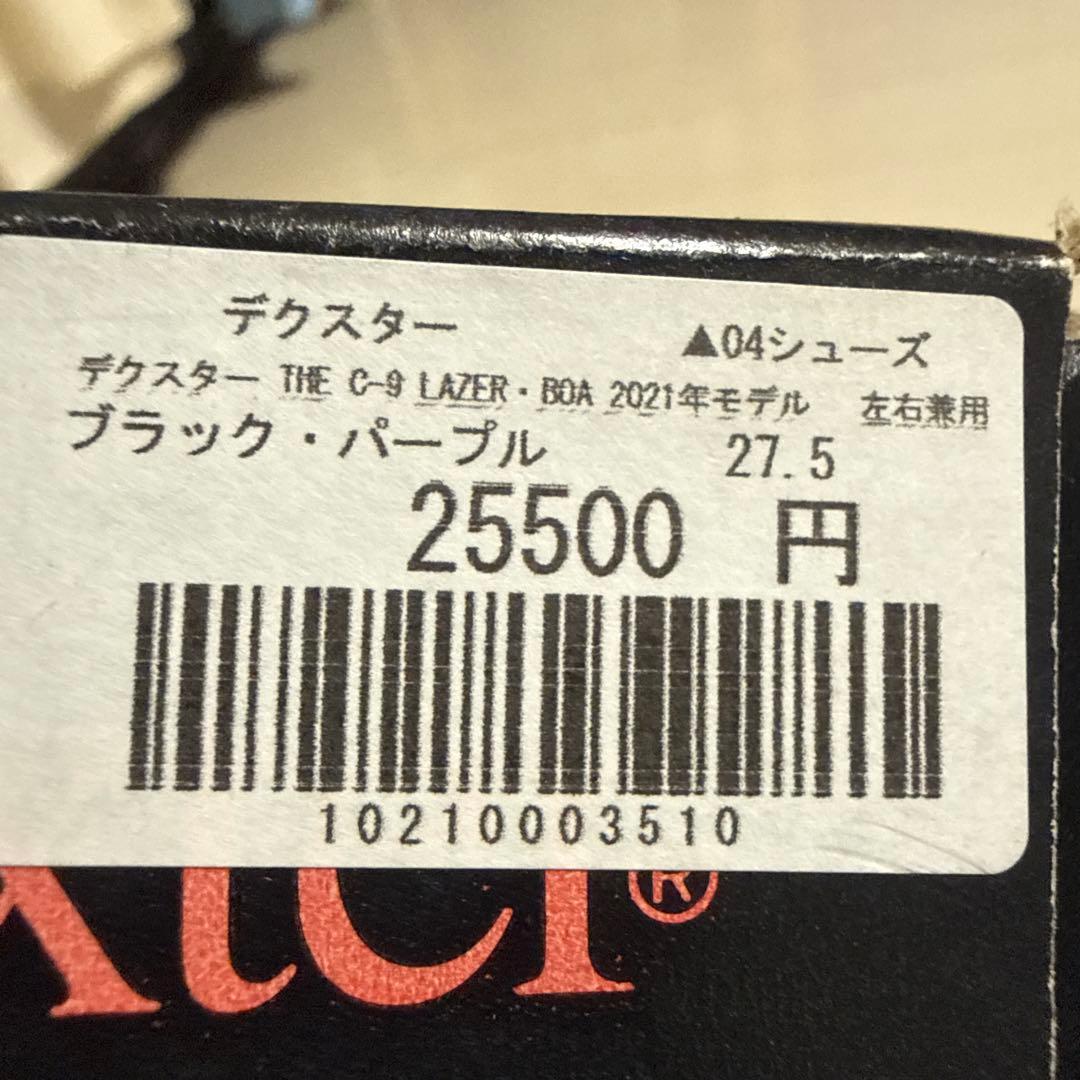 デクスター ▲04シューズ
デクスター THE C-9 LAZER・BOA 2021年モデル 左右兼用
ブラック・パープル 27.5
25500 円
10210003510
xter®